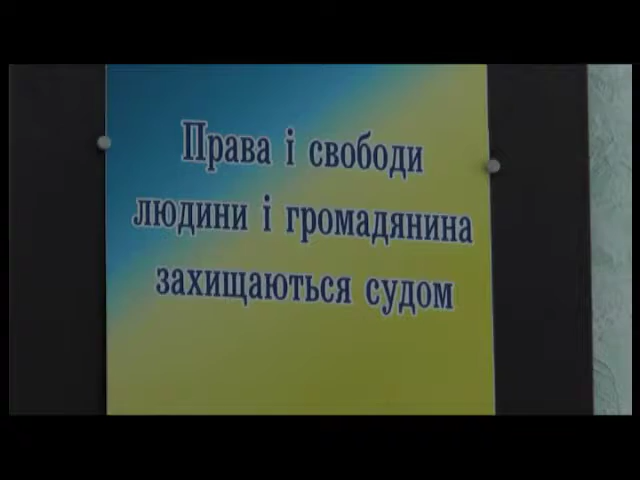 Права і свободи
людини і громадянина
захищаються судом